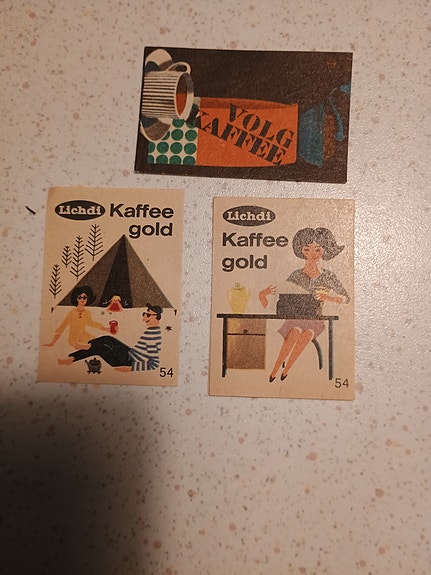 VOLG
KAFFEE
Lichdi
Kaffee
gold
54
Lichdi
Kaffee
gold
54